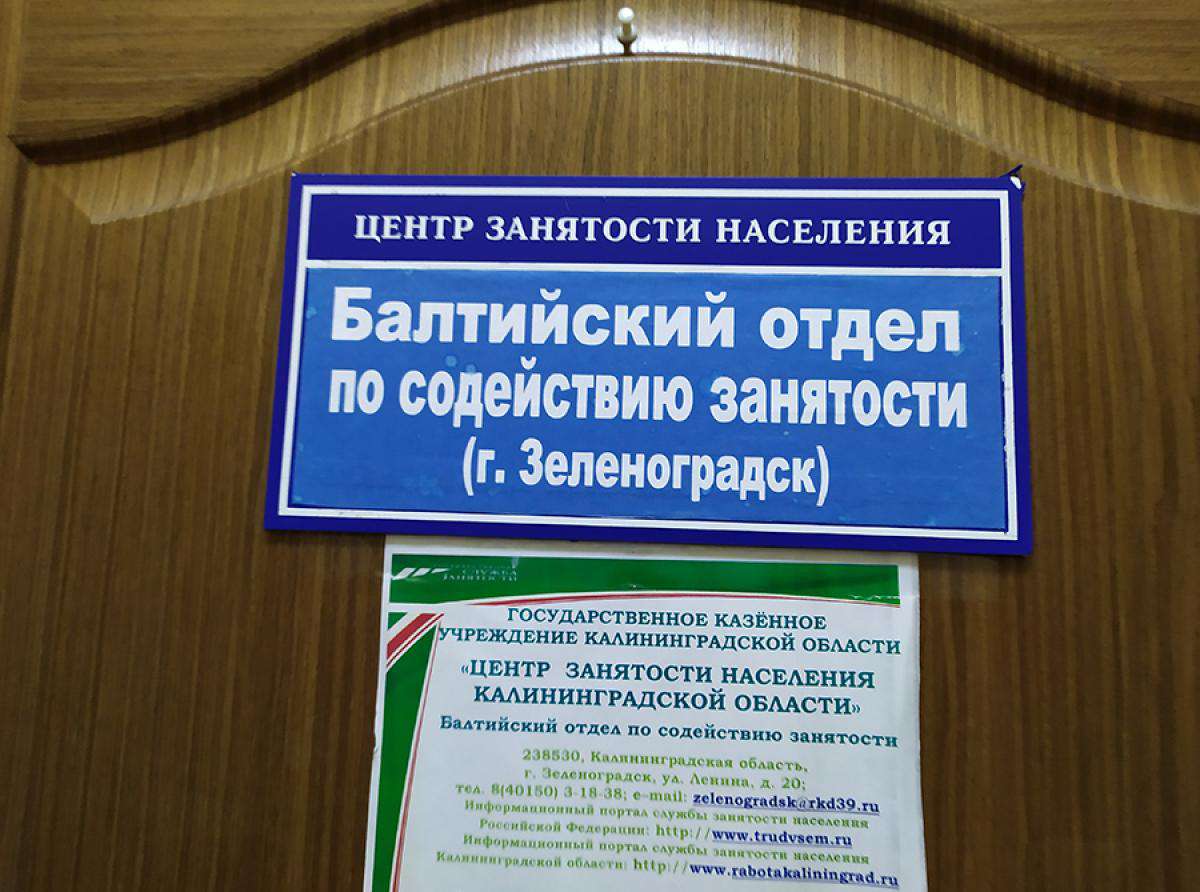 ЦЕНТР ЗАНЯТОСТИ НАСЕЛЕНИЯ
Балтийский отдел
по содействию занятости
(г. Зеленоградск)
СЛУЖБА
ЗАНЯТОСТИ
ГОСУДАРСТВЕННОЕ КАЗЁННОЕ
УЧРЕЖДЕНИЕ КАЛИНИНГРАДСКОЙ ОБЛАСТИ
«ЦЕНТР ЗАНЯТОСТИ НАСЕЛЕНИЯ
КАЛИНИНГРАДСКОЙ ОБЛАСТИ»
Балтийский отдел по содействию занятости
238530, Калининградская область,
г. Зеленоградск, ул. Ленина, д. 20;
тел. 8(40150) 3-18-38; e-mail: zelenogradsk@rkd39.ru
Информационный портал службы занятости населения
Российской Федерации: http://www.trudvsem.ru
Информационный портал службы занятости населения
Калининградской области: http://www.rabotakaliningrad.ru